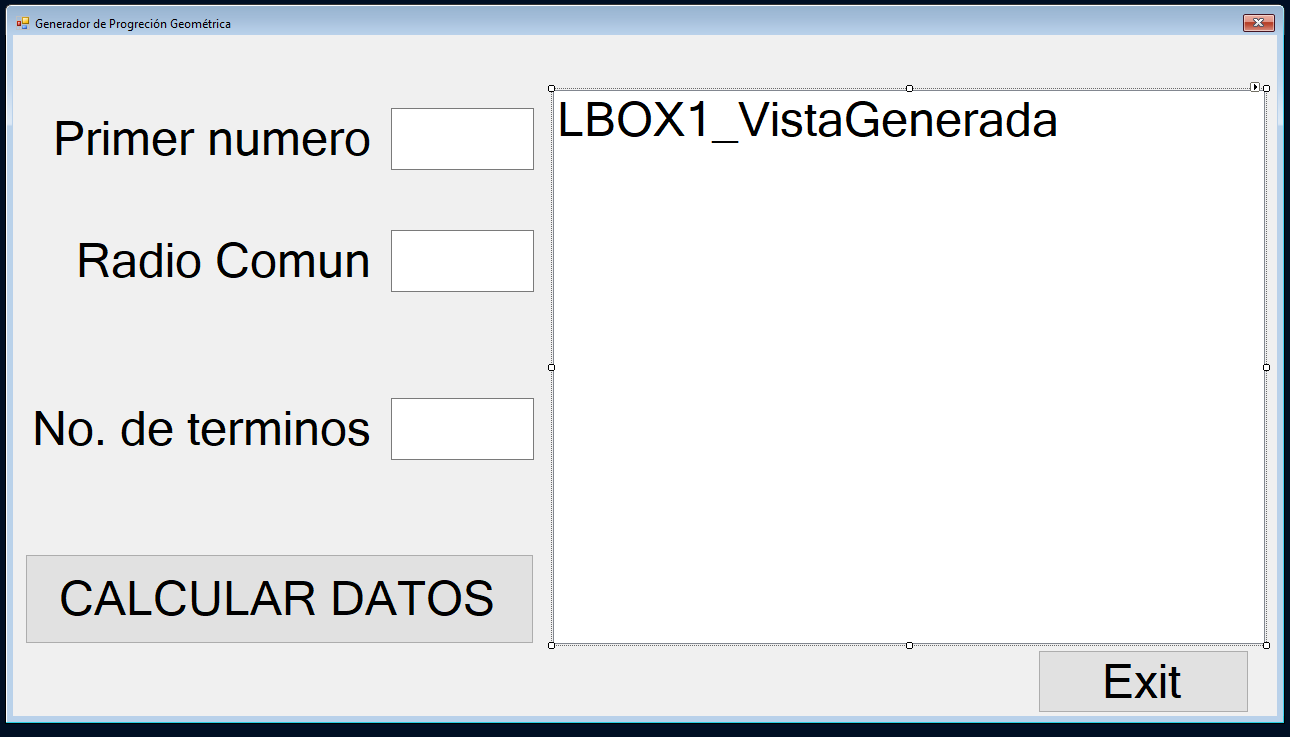 Generador de Progreción Geométrica
Primer numero
LBOX1_VistaGenerada
Radio Comun
No. de terminos
CALCULAR DATOS
Exit